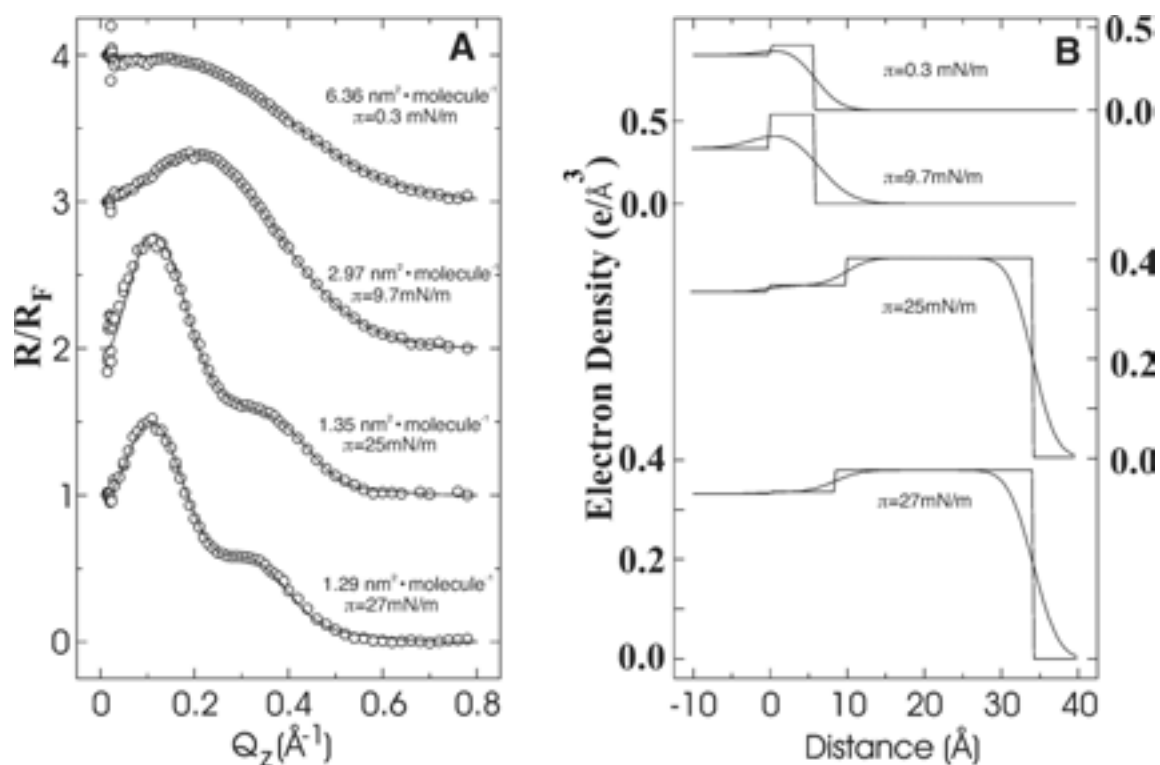 A
R/R_F
4
3
2
1
0
6.36 nm²•molecule⁻¹
π=0.3 mN/m
2.97 nm²•molecule⁻¹
π=9.7mN/m
1.35 nm²•molecule⁻¹
π=25mN/m
1.29 nm²•molecule⁻¹
π=27mN/m
0 0.2 0.4 0.6 0.8
Q_z(Å⁻¹)
B
Electron Density (e/Å³)
0.5
0.0
π=0.3 mN/m
0.5
0.0
π=9.7mN/m
0.4
0.2
0.0
π=25mN/m
0.4
0.2
0.0
π=27mN/m
-10 0 10 20 30 40
Distance (Å)